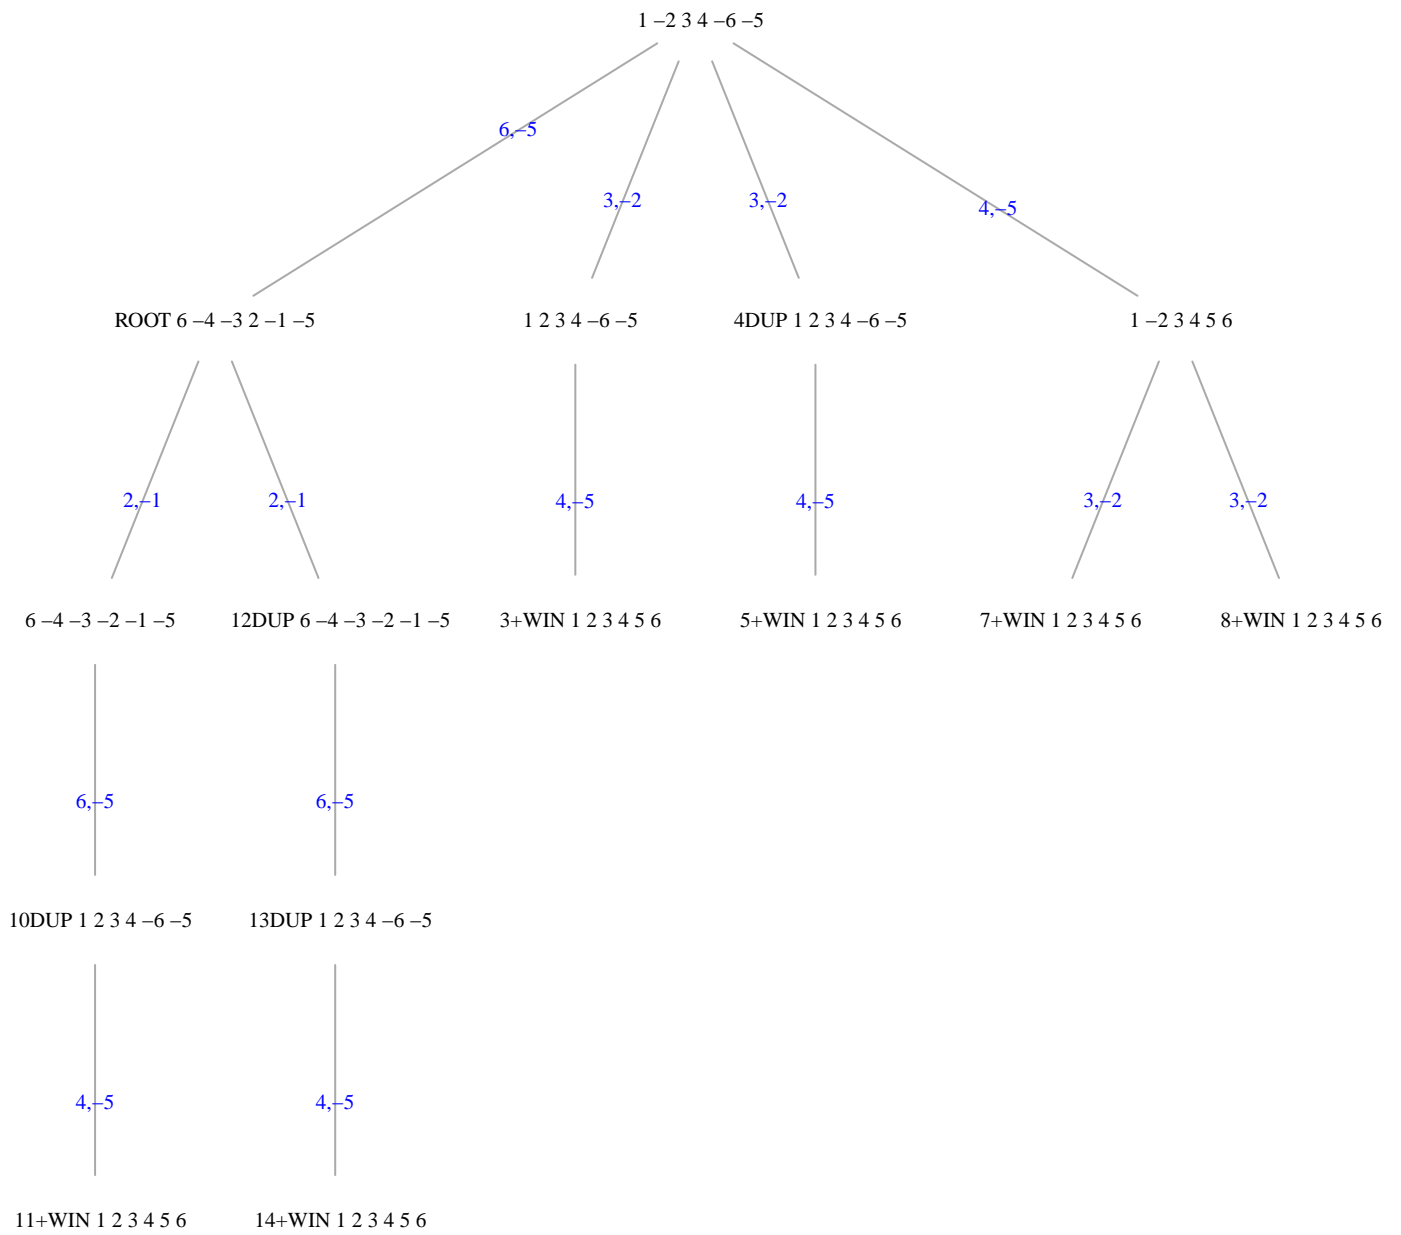 1 –2 3 4 –6 –5
6,–5
3,–2
3,–2
4,–5
ROOT 6 –4 –3 2 –1 –5
1 2 3 4 –6 –5
4DUP 1 2 3 4 –6 –5
1 –2 3 4 5 6
2,–1
2,–1
4,–5
4,–5
3,–2
3,–2
6 –4 –3 –2 –1 –5
12DUP 6 –4 –3 –2 –1 –5
3+WIN 1 2 3 4 5 6
5+WIN 1 2 3 4 5 6
7+WIN 1 2 3 4 5 6
8+WIN 1 2 3 4 5 6
6,–5
6,–5
10DUP 1 2 3 4 –6 –5
13DUP 1 2 3 4 –6 –5
4,–5
4,–5
11+WIN 1 2 3 4 5 6
14+WIN 1 2 3 4 5 6